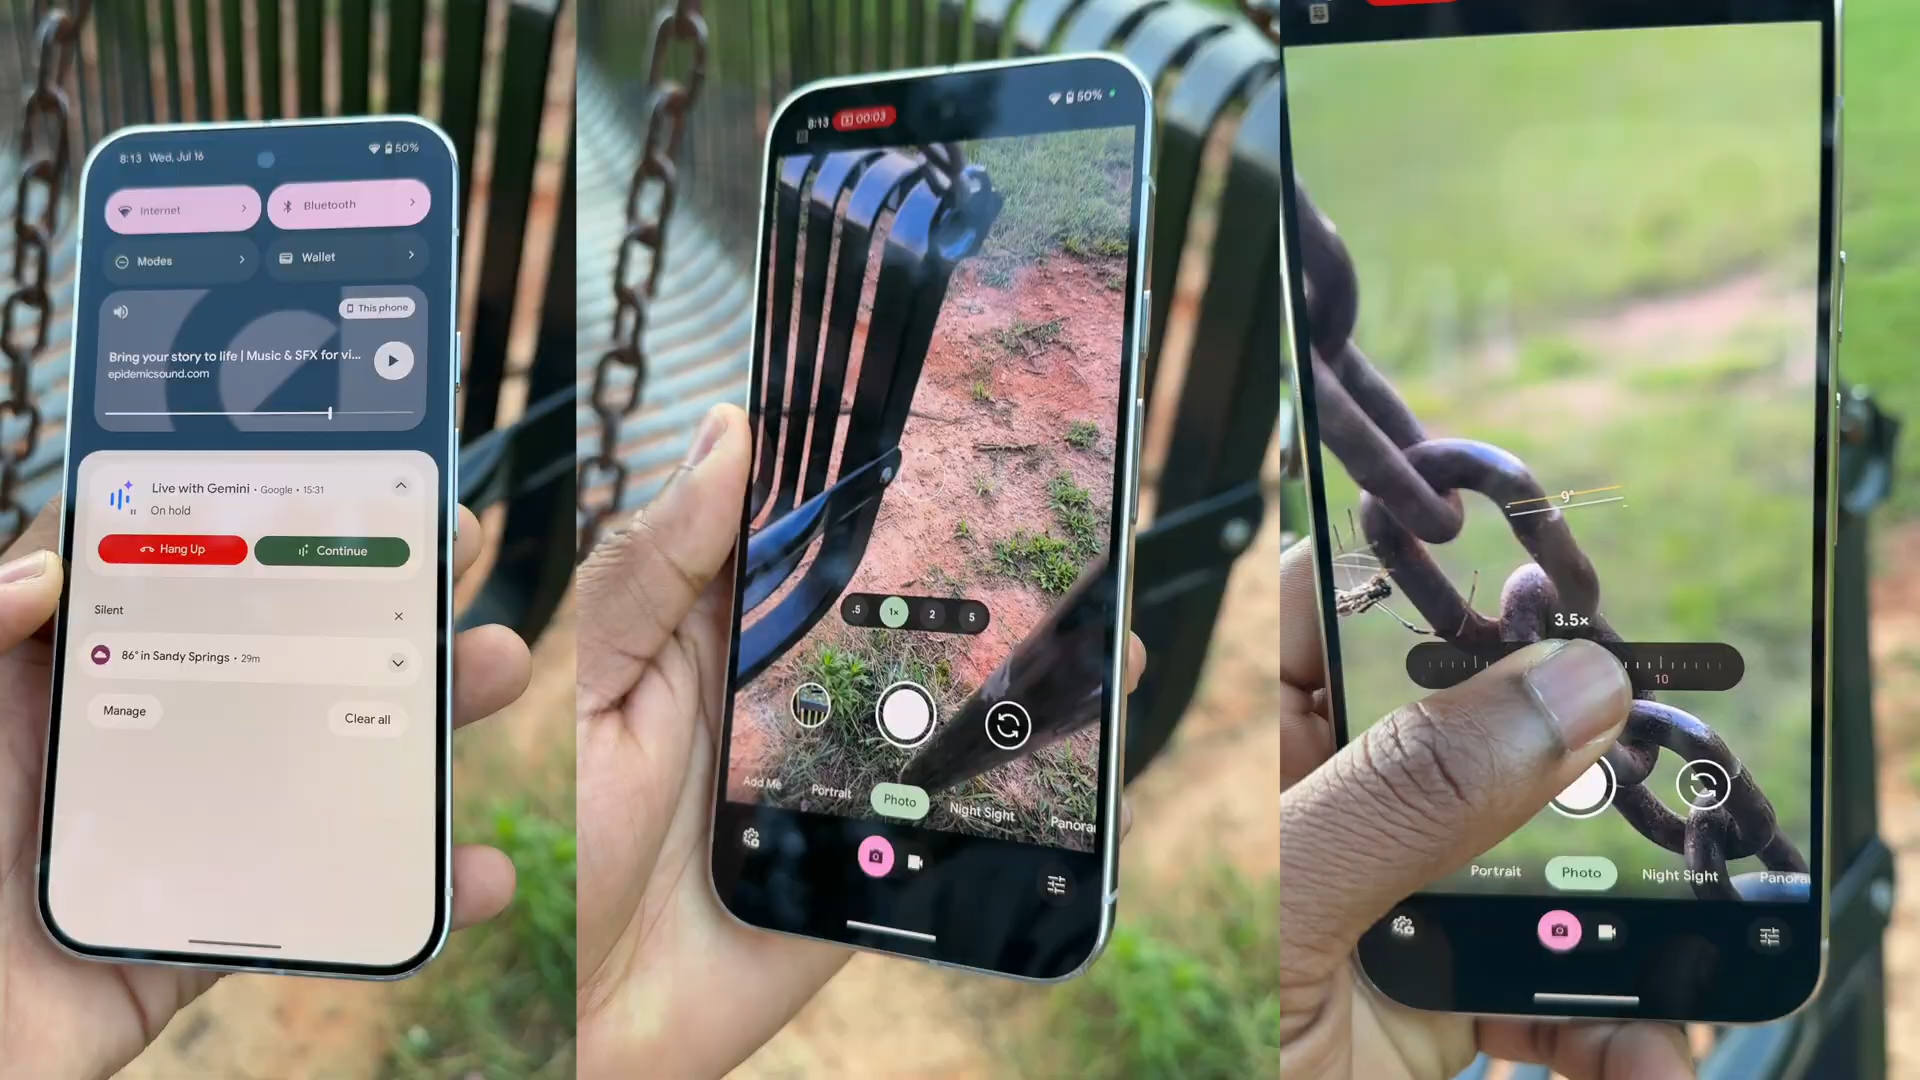 8:13 Wed, Jul 16
50%
Internet
Bluetooth
Modes
Wallet
This phone
Bring your story to life | Music & SFX for vi...
epidemicsound.com
Live with Gemini • Google • 15:31
On hold
Hang Up
Continue
Silent
86° in Sandy Springs • 29m
Manage
Clear all
8:13 00:03
50%
.5 1× 2 5
Add Me Portrait Photo Night Sight Panora
9°
3.5×
10
Portrait Photo Night Sight Panora